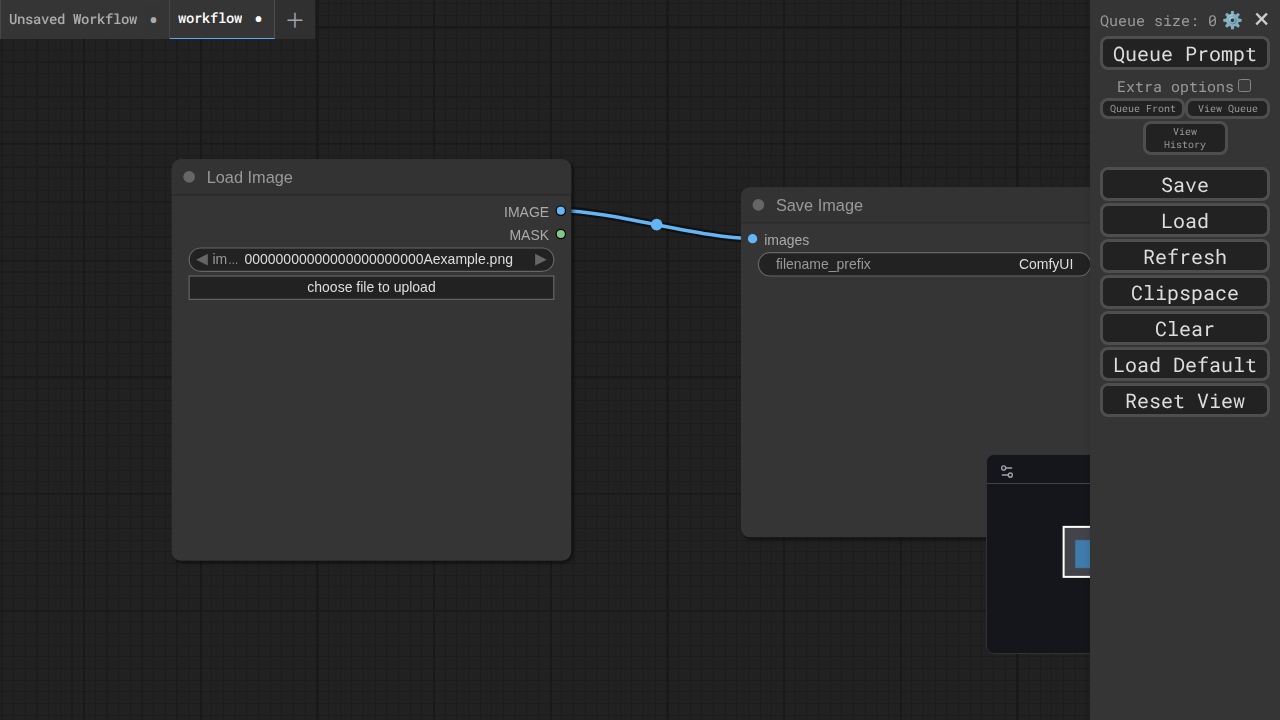 Unsaved Workflow
workflow
Queue size: 0
Queue Prompt
Extra options
Queue Front
View Queue
View
History
Save
Load
Refresh
Clipspace
Clear
Load Default
Reset View
Load Image
IMAGE
MASK
im... 00000000000000000000000Aexample.png
choose file to upload
Save Image
images
filename_prefix ComfyUI